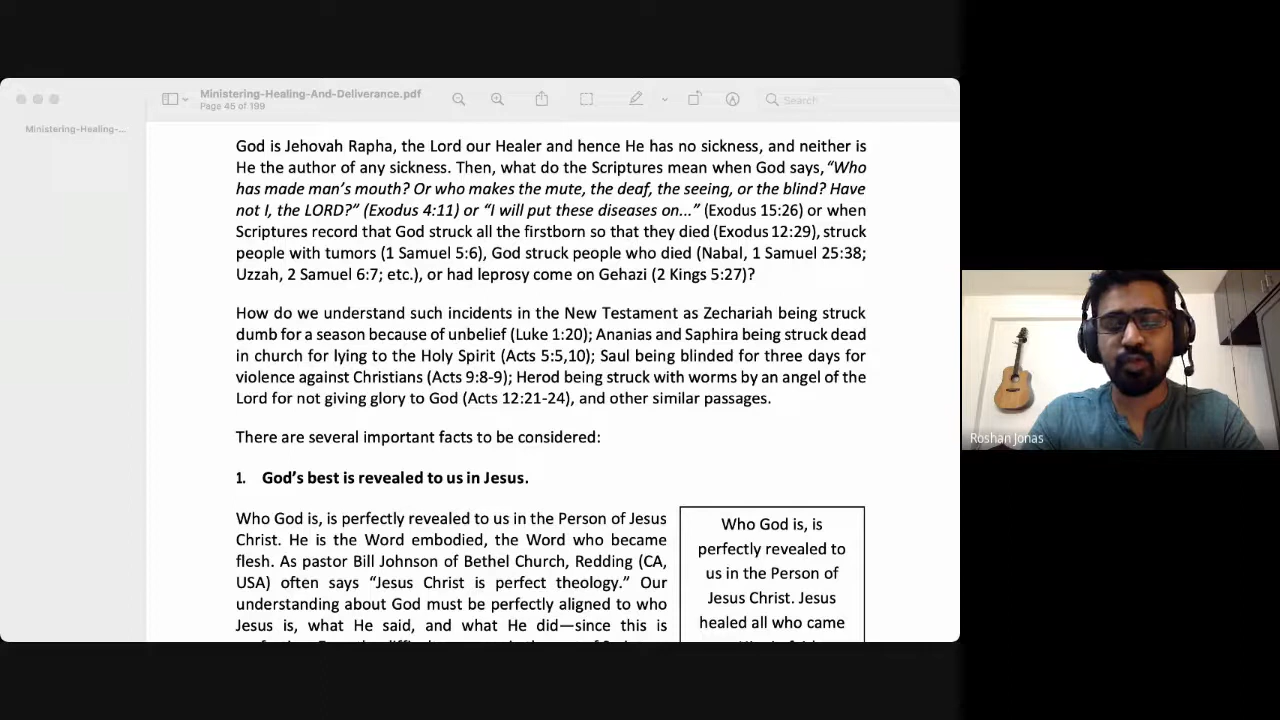 Ministering-Healing-And-Deliverance.pdf
Page 45 of 199
Search
Ministering-Healing-...
God is Jehovah Rapha, the Lord our Healer and hence He has no sickness, and neither is
He the author of any sickness. Then, what do the Scriptures mean when God says, “Who
has made man’s mouth? Or who makes the mute, the deaf, the seeing, or the blind? Have
not I, the LORD?” (Exodus 4:11) or “I will put these diseases on...” (Exodus 15:26) or when
Scriptures record that God struck all the firstborn so that they died (Exodus 12:29), struck
people with tumors (1 Samuel 5:6), God struck people who died (Nabal, 1 Samuel 25:38;
Uzzah, 2 Samuel 6:7; etc.), or had leprosy come on Gehazi (2 Kings 5:27)?
How do we understand such incidents in the New Testament as Zechariah being struck
dumb for a season because of unbelief (Luke 1:20); Ananias and Saphira being struck dead
in church for lying to the Holy Spirit (Acts 5:5,10); Saul being blinded for three days for
violence against Christians (Acts 9:8-9); Herod being struck with worms by an angel of the
Lord for not giving glory to God (Acts 12:21-24), and other similar passages.
There are several important facts to be considered:
1. God’s best is revealed to us in Jesus.
Who God is, is perfectly revealed to us in the Person of Jesus
Christ. He is the Word embodied, the Word who became
flesh. As pastor Bill Johnson of Bethel Church, Redding (CA,
USA) often says “Jesus Christ is perfect theology.” Our
understanding about God must be perfectly aligned to who
Jesus is, what He said, and what He did—since this is
Who God is, is
perfectly revealed to
us in the Person of
Jesus Christ. Jesus
healed all who came
Roshan Jonas